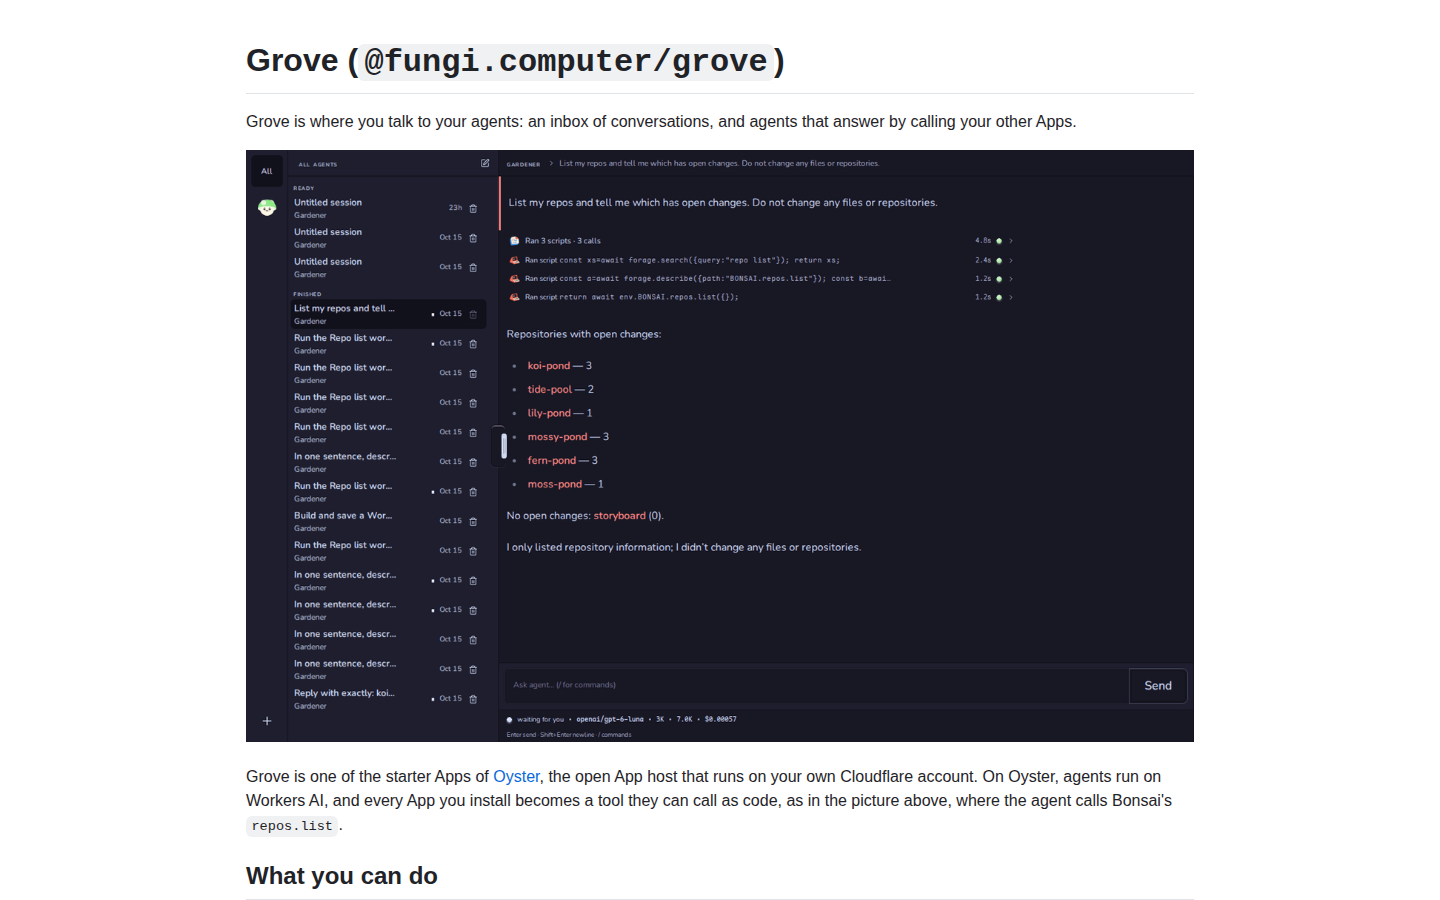 Grove (@fungi.computer/grove)
Grove is where you talk to your agents: an inbox of conversations, and agents that answer by calling your other Apps.
All
ALL AGENTS
READY
Untitled session
23h
Gardener
Untitled session
Oct 15
Gardener
Untitled session
Oct 15
Gardener
FINISHED
List my repos and tell ...
Oct 15
Gardener
Run the Repo list wor...
Oct 15
Gardener
Run the Repo list wor...
Oct 15
Gardener
Run the Repo list wor...
Oct 15
Gardener
Run the Repo list wor...
Oct 15
Gardener
In one sentence, descr...
Oct 15
Gardener
Run the Repo list wor...
Oct 15
Gardener
Build and save a Wor...
Oct 15
Gardener
Run the Repo list wor...
Oct 15
Gardener
In one sentence, descr...
Oct 15
Gardener
In one sentence, descr...
Oct 15
Gardener
In one sentence, descr...
Oct 15
Gardener
In one sentence, descr...
Oct 15
Gardener
Reply with exactly: koi...
Oct 15
Gardener
+
GARDENER > List my repos and tell me which has open changes. Do not change any files or repositories.
List my repos and tell me which has open changes. Do not change any files or repositories.
Ran 3 scripts · 3 calls 4.8s
Ran script const xs=await forage.search({query:"repo list"}); return xs; 2.4s
Ran script const a=await forage.describe({path:"BONSAI.repos.list"}); const b=awai… 1.2s
Ran script return await env.BONSAI.repos.list({}); 1.2s
Repositories with open changes:
koi-pond — 3
tide-pool — 2
lily-pond — 1
mossy-pond — 3
fern-pond — 3
moss-pond — 1
No open changes: storyboard (0).
I only listed repository information; I didn't change any files or repositories.
Ask agent... (/ for commands)
Send
waiting for you • openai/gpt-6-luna • 3K • 7.0K • $0.00057
Enter send · Shift+Enter newline · / commands
Grove is one of the starter Apps of Oyster, the open App host that runs on your own Cloudflare account. On Oyster, agents run on
Workers AI, and every App you install becomes a tool they can call as code, as in the picture above, where the agent calls Bonsai's
repos.list.
What you can do